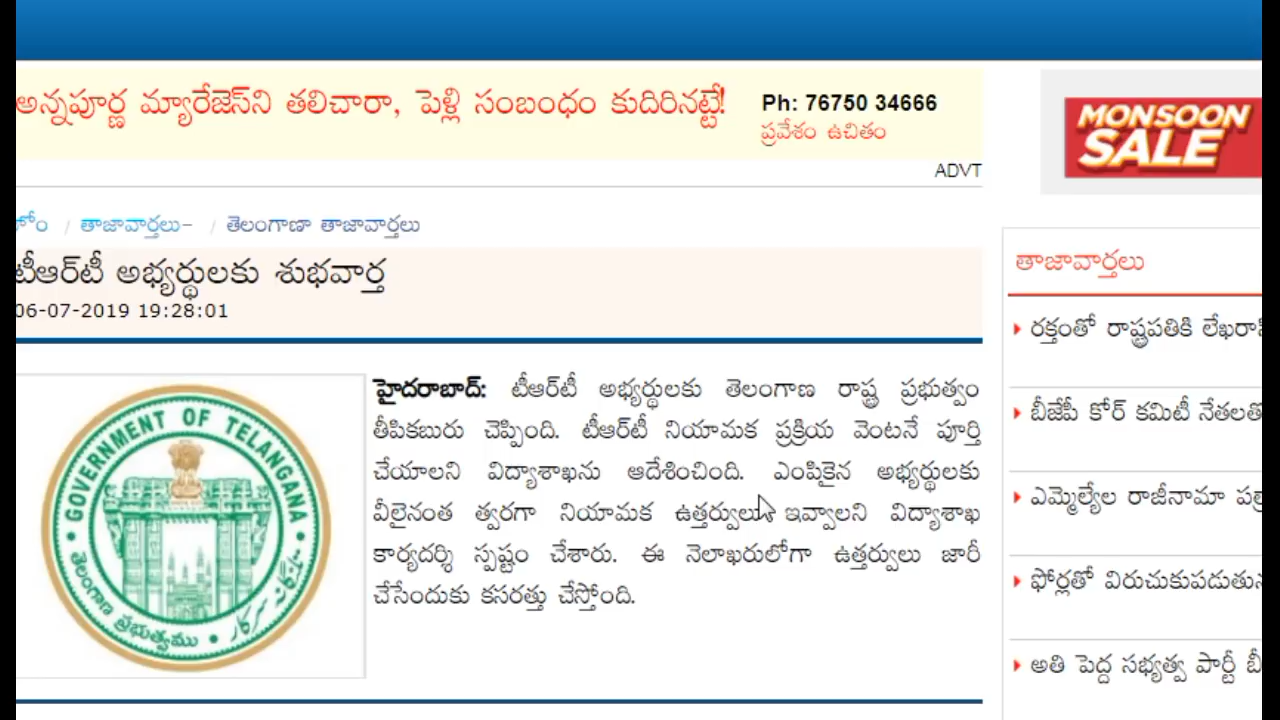 అన్నపూర్ణ మ్యారేజెస్‌ని తలిచారా, పెళ్లి సంబంధం కుదిరినట్టే!
Ph: 76750 34666
ప్రవేశం ఉచితం
ADVT
MONSOON
SALE
హోం / తాజావార్తలు- / తెలంగాణా తాజావార్తలు
టీఆర్‌టీ అభ్యర్థులకు శుభవార్త
06-07-2019 19:28:01
GOVERNMENT OF TELANGANA
తెలంగాణ ప్రభుత్వము
హైదరాబాద్: టీఆర్‌టీ అభ్యర్థులకు తెలంగాణ రాష్ట్ర ప్రభుత్వం
తీపికబురు చెప్పింది. టీఆర్‌టీ నియామక ప్రక్రియ వెంటనే పూర్తి
చేయాలని విద్యాశాఖను ఆదేశించింది. ఎంపికైన అభ్యర్థులకు
వీలైనంత త్వరగా నియామక ఉత్తర్వులు ఇవ్వాలని విద్యాశాఖ
కార్యదర్శి స్పష్టం చేశారు. ఈ నెలాఖరులోగా ఉత్తర్వులు జారీ
చేసేందుకు కసరత్తు చేస్తోంది.
తాజావార్తలు
రక్తంతో రాష్ట్రపతికి
బీజేపీ కోర్ కమిటీ నేతలతో
ఎమ్మెల్యేల రాజీనామా
ఫోర్లతో
అతి పెద్ద సభ్యత్వ పార్టీ